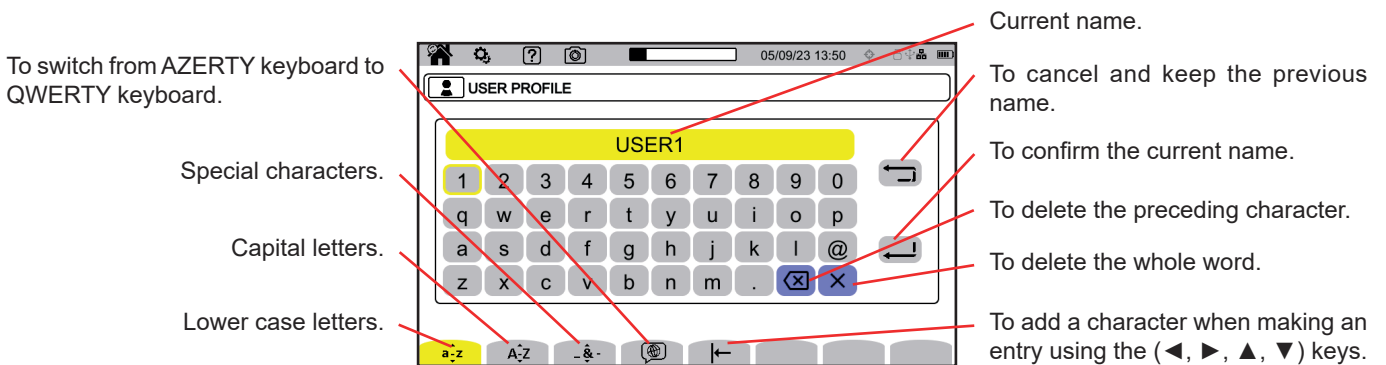 Current name.
To switch from AZERTY keyboard to
QWERTY keyboard.
?
05/09/23 13:50
To cancel and keep the previous
name.
USER PROFILE
USER1
To confirm the current name.
Special characters.
1 2 3 4 5 6 7 8 9 0
To delete the preceding character.
q w e r t y u i o p
Capital letters.
a s d f g h j k l @
To delete the whole word.
z x c v b n m .
Lower case letters.
To add a character when making an
entry using the (◄, ►, ▲, ▼) keys.
a-z A-Z _&-